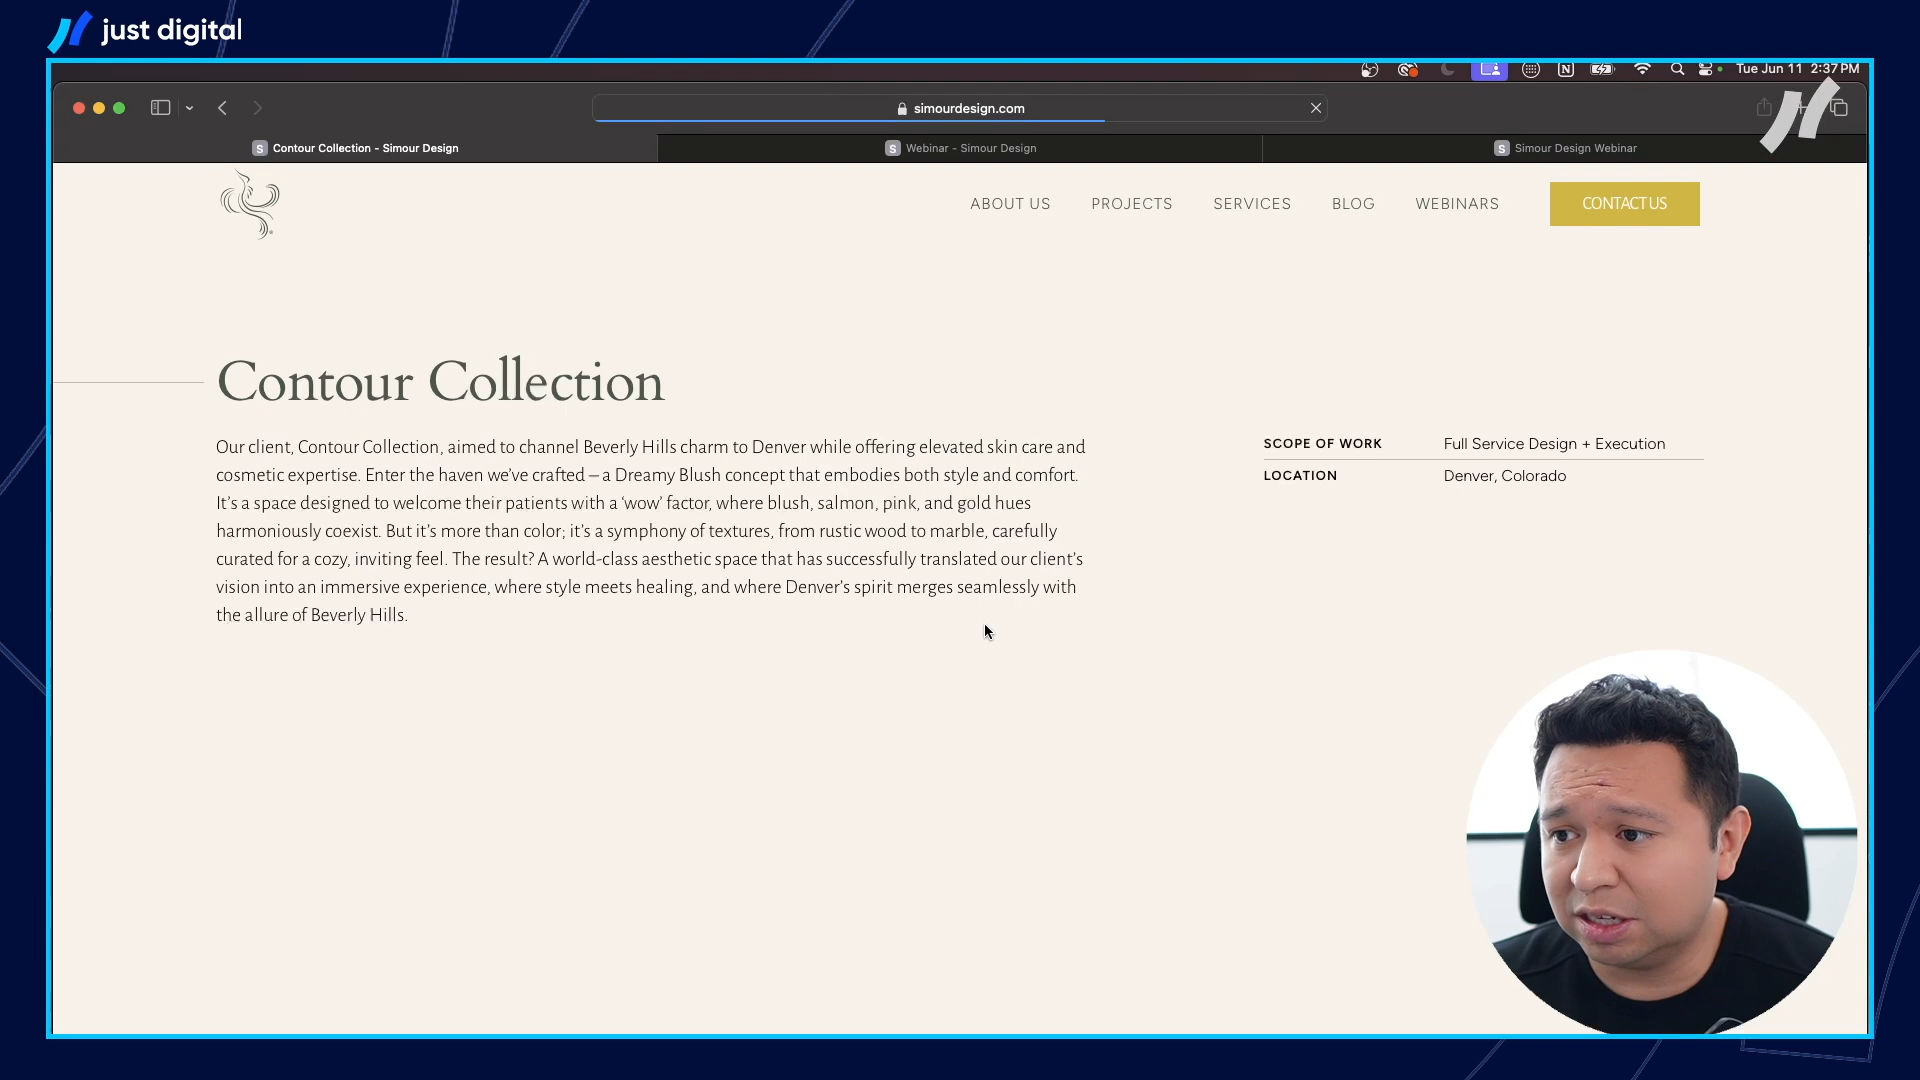 just digital
Tue Jun 11 2:37 PM
simourdesign.com
S Contour Collection - Simour Design
S Webinar - Simour Design
S Simour Design Webinar
ABOUT US PROJECTS SERVICES BLOG WEBINARS CONTACT US
Contour Collection
Our client, Contour Collection, aimed to channel Beverly Hills charm to Denver while offering elevated skin care and
cosmetic expertise. Enter the haven we’ve crafted – a Dreamy Blush concept that embodies both style and comfort.
It’s a space designed to welcome their patients with a ‘wow’ factor, where blush, salmon, pink, and gold hues
harmoniously coexist. But it’s more than color; it’s a symphony of textures, from rustic wood to marble, carefully
curated for a cozy, inviting feel. The result? A world-class aesthetic space that has successfully translated our client’s
vision into an immersive experience, where style meets healing, and where Denver’s spirit merges seamlessly with
the allure of Beverly Hills.
SCOPE OF WORK Full Service Design + Execution
LOCATION Denver, Colorado